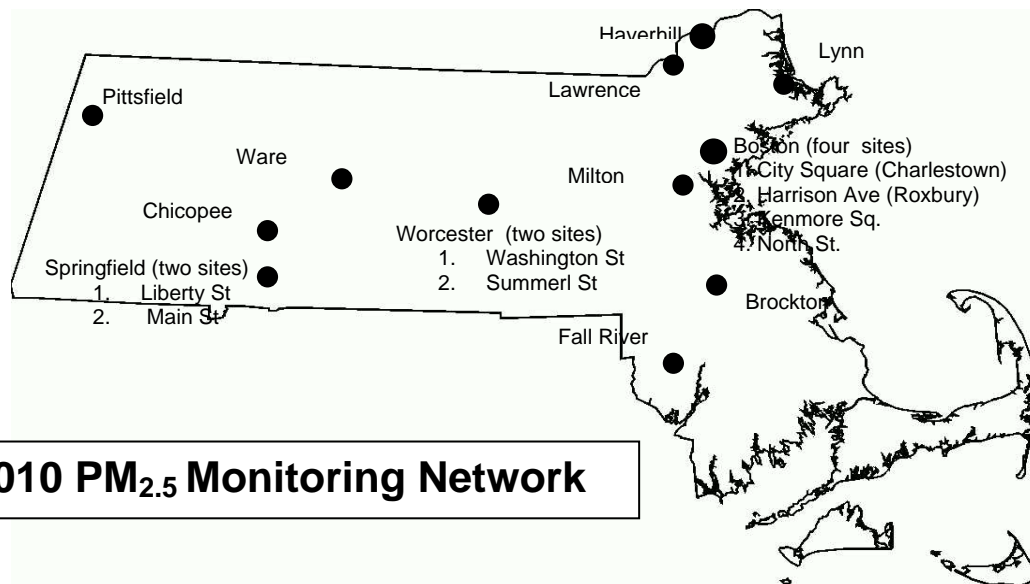 Haverhill
Lynn
Lawrence
Pittsfield
Boston (four sites)
1. City Square (Charlestown)
2. Harrison Ave (Roxbury)
3. Kenmore Sq.
4. North St.
Ware
Milton
Chicopee
Worcester (two sites)
1. Washington St
2. Summerl St
Springfield (two sites)
1. Liberty St
2. Main St
Brockton
Fall River
010 PM2.5 Monitoring Network